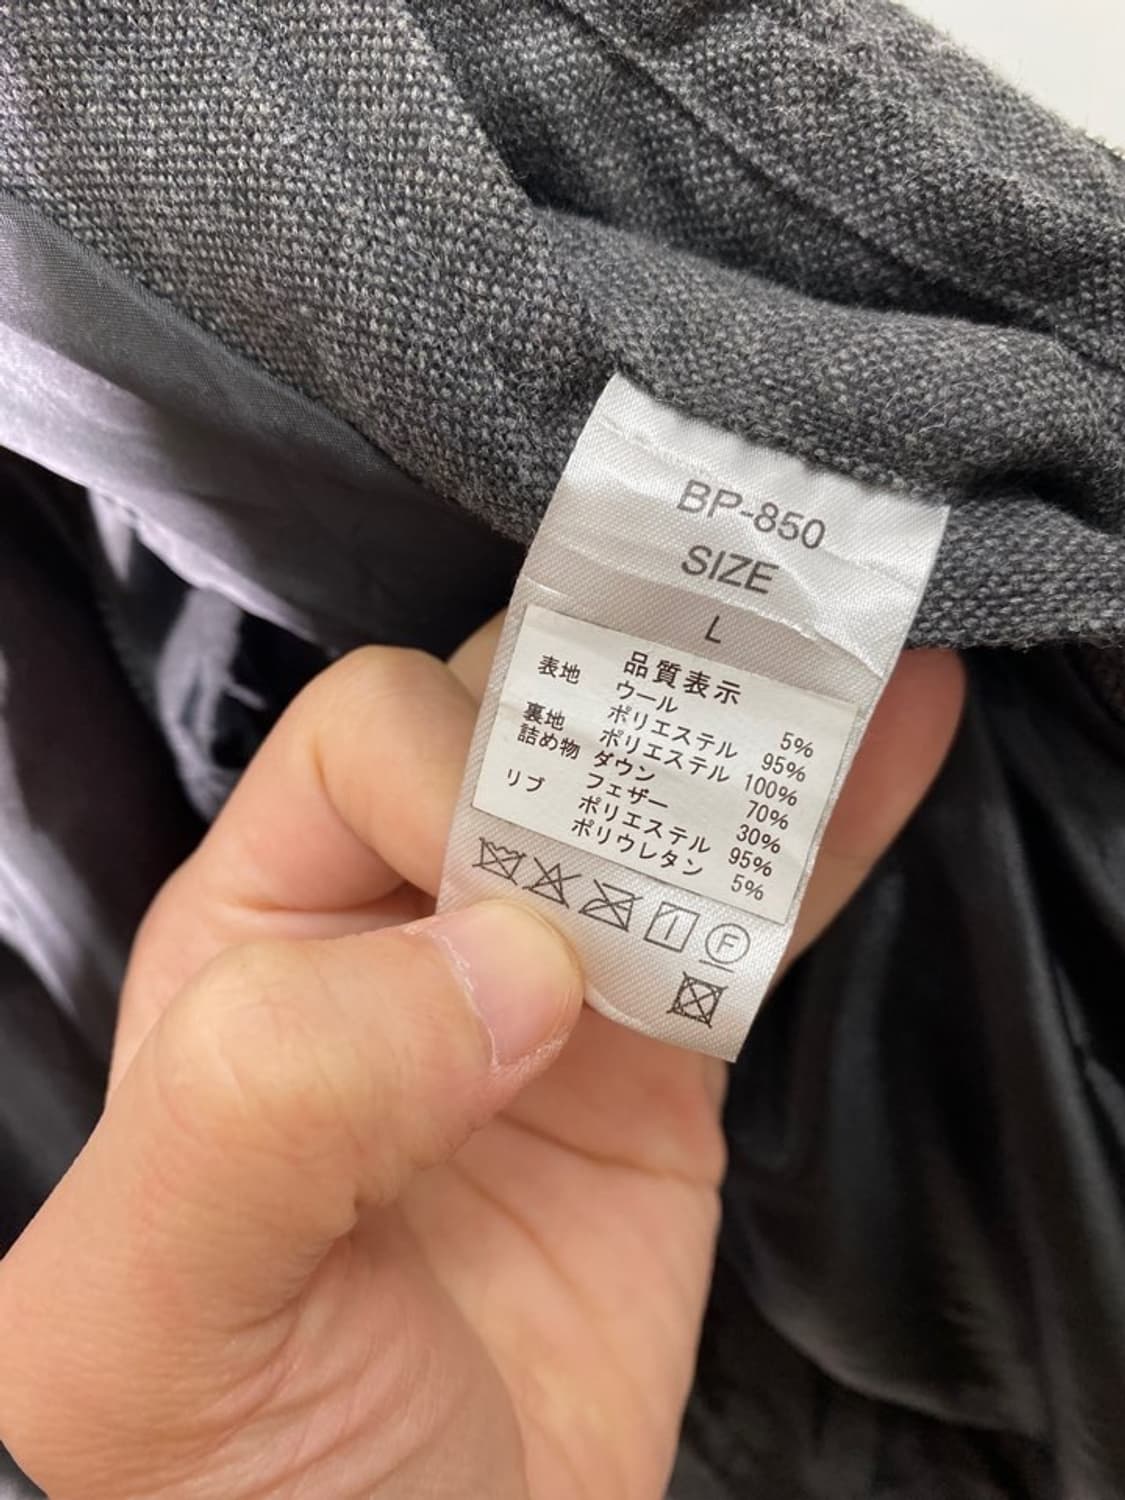 BP-850
SIZE
L
品質表示
表地 ウール 5%
ポリエステル 95%
裏地 ポリエステル 100%
詰め物 ダウン 70%
フェザー 30%
リブ ポリエステル 95%
ポリウレタン 5%
F